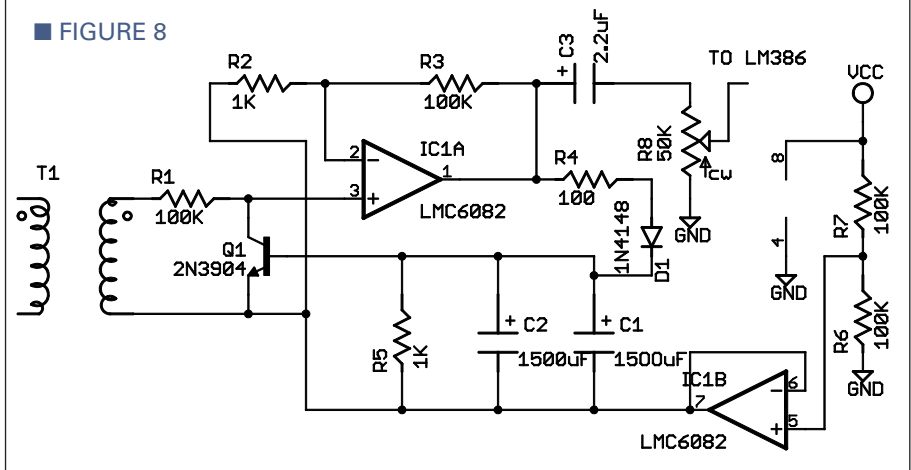 ■ FIGURE 8
R2
1K
R3
100K
C3
+
2.2uF
TO LM386
VCC
T1
R1
100K
2
-
3
+
IC1A
1
LMC6082
R4
100
R8
50K
CW
GND
8
4
GND
R7
100K
Q1
2N3904
1N4148
D1
R5
1K
+ C2
1500uF
+ C1
1500uF
R6
100K
GND
IC1B
7
-
6
+
5
LMC6082